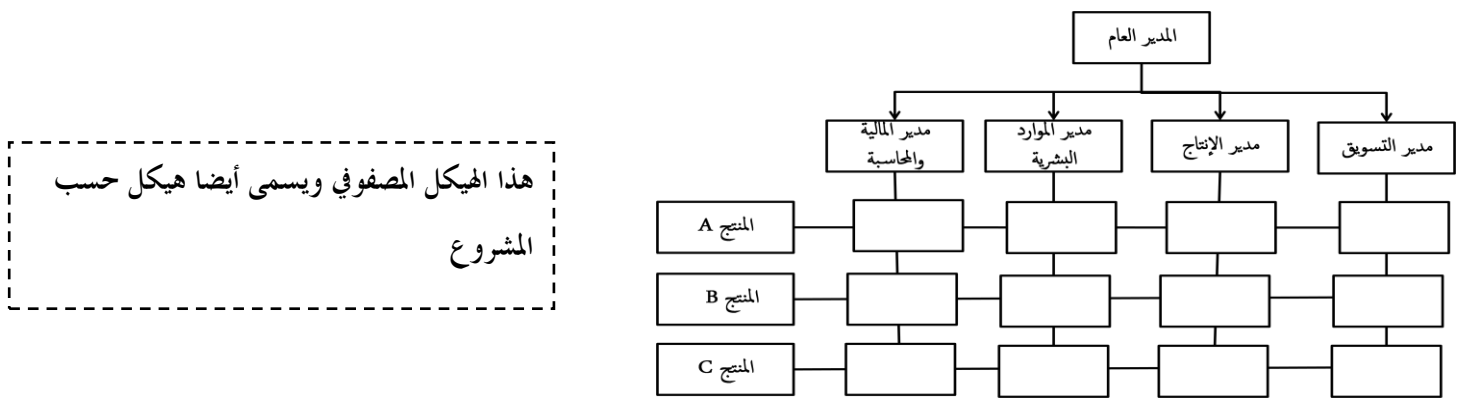 المدير العام
مدير التسويق
مدير الإنتاج
مدير الموارد
البشرية
مدير المالية
والمحاسبة
المنتج A
المنتج B
المنتج C
هذا الهيكل المصفوفي ويسمى أيضا هيكل حسب
المشروع